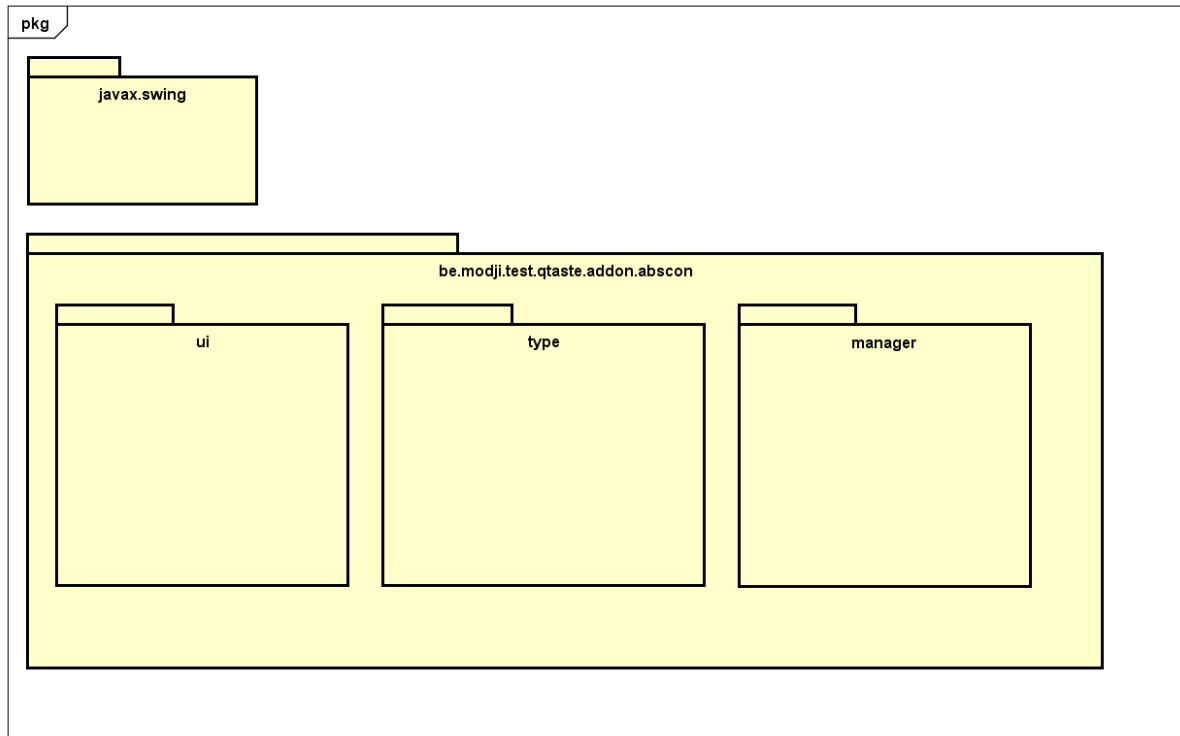 pkg
javax.swing
be.modji.test.qtaste.addon.abscon
ui
type
manager